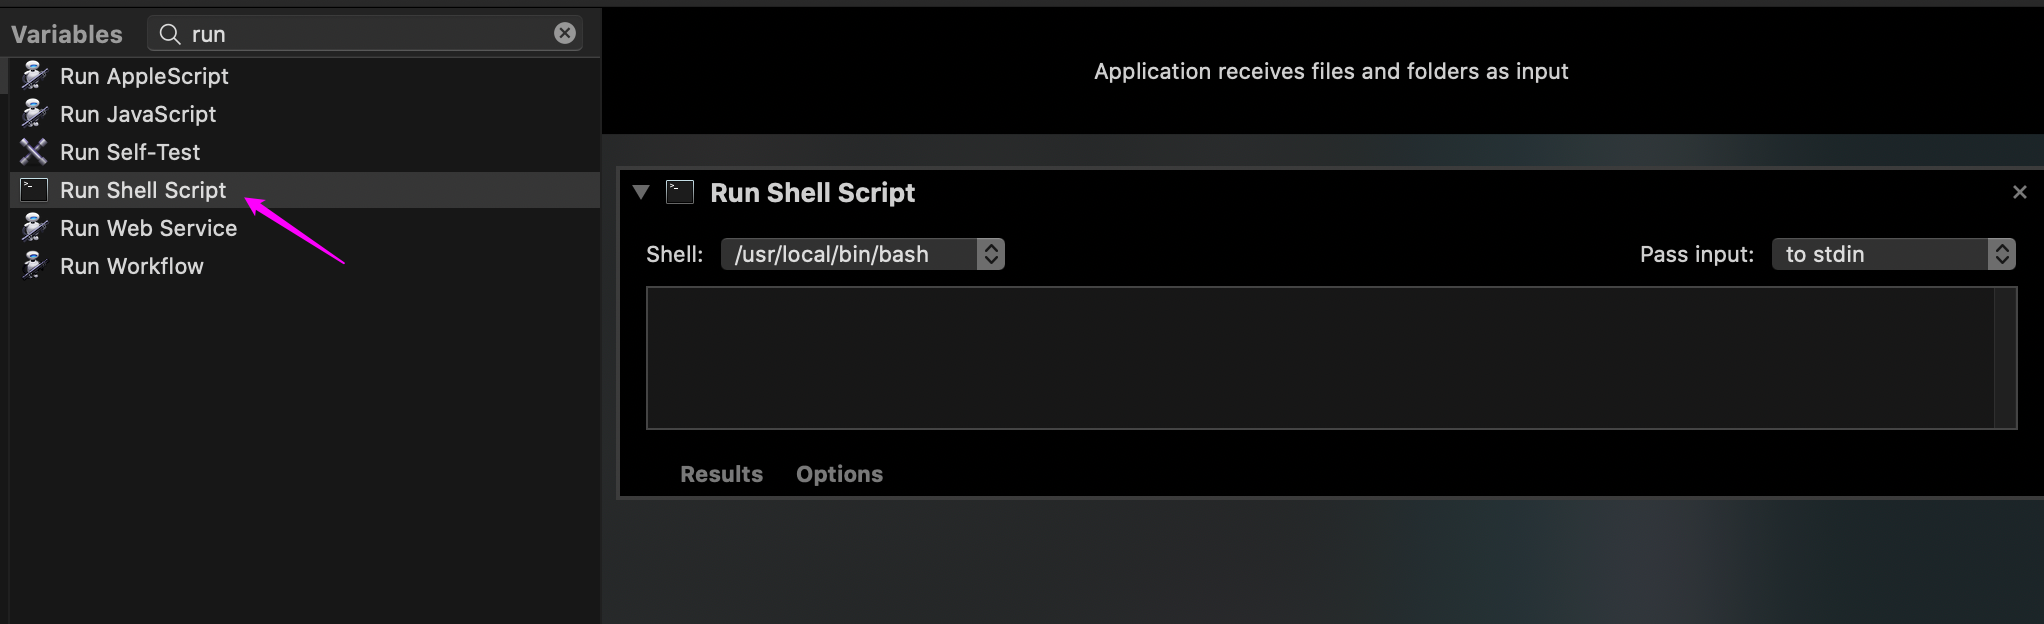 Variables
run
Run AppleScript
Run JavaScript
Run Self-Test
Run Shell Script
Run Web Service
Run Workflow
Application receives files and folders as input
Run Shell Script
Shell: /usr/local/bin/bash
Pass input: to stdin
Results Options